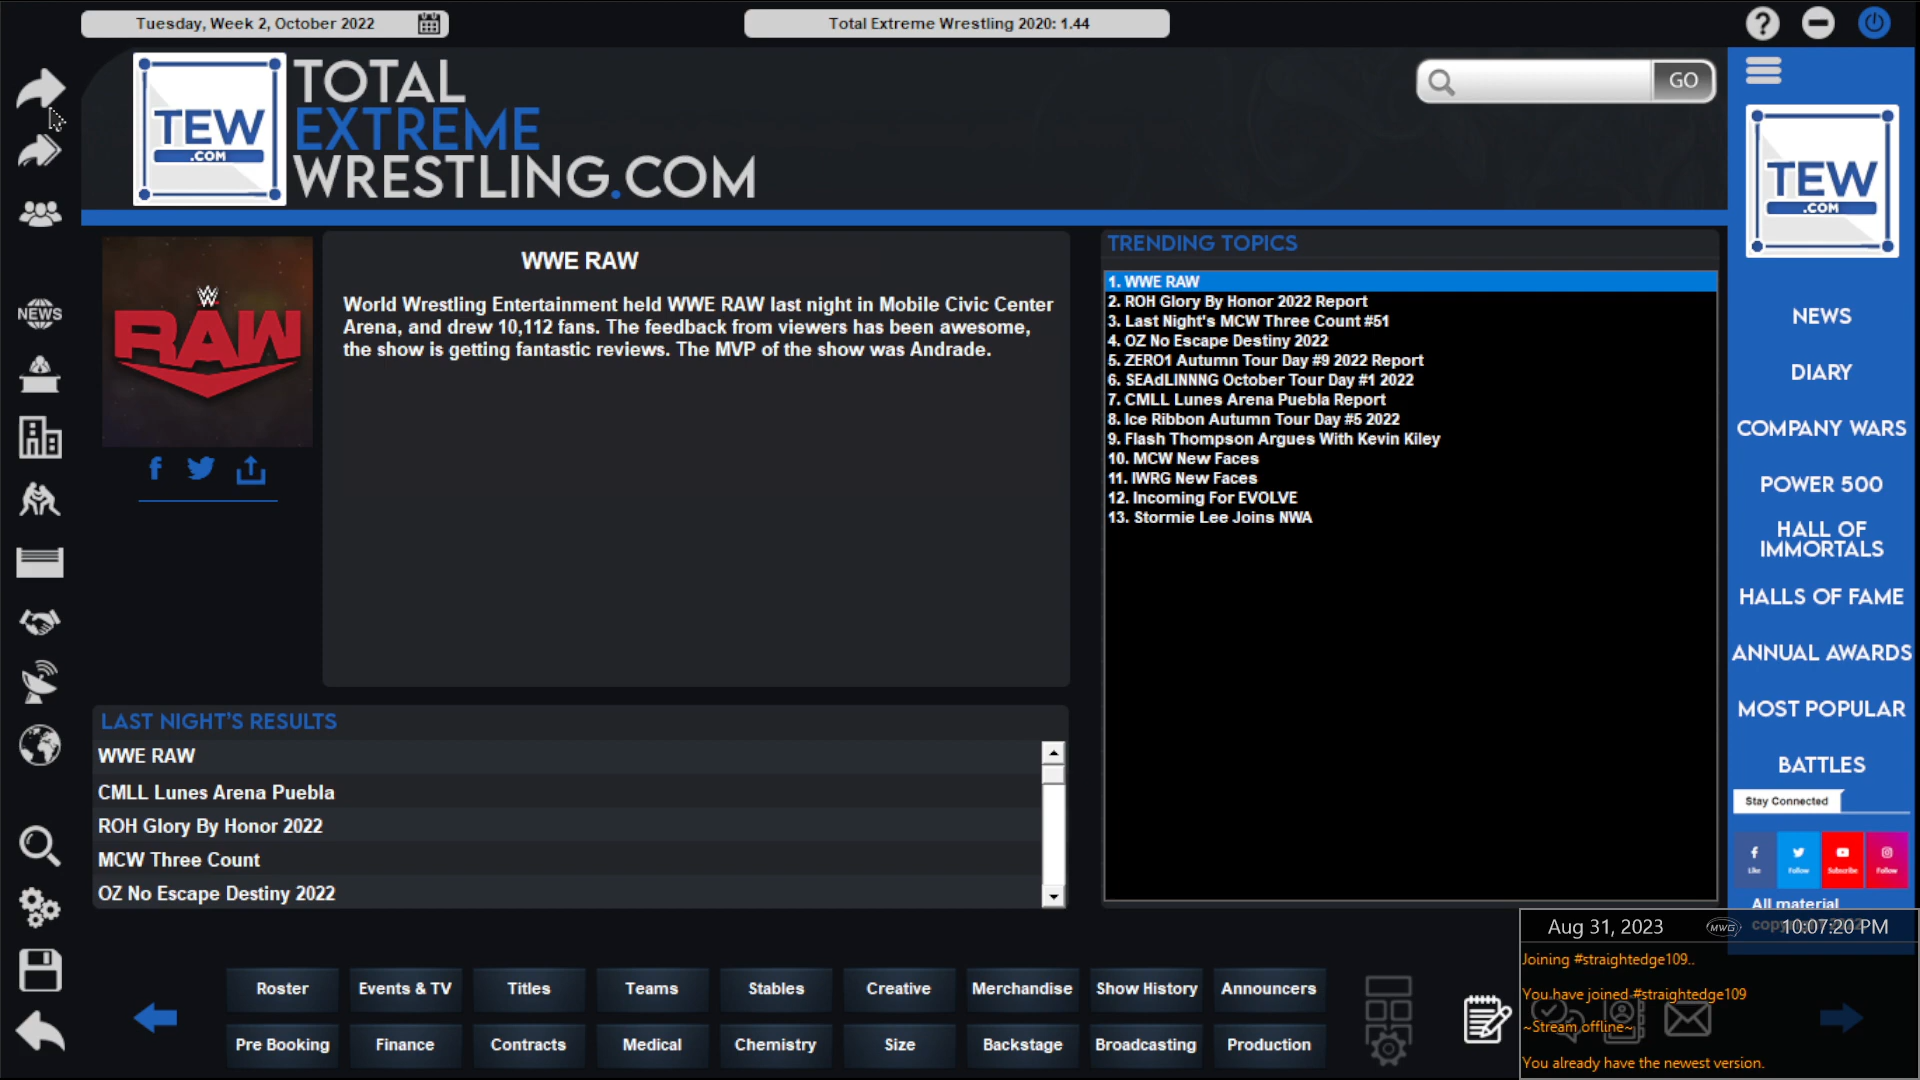 Tuesday, Week 2, October 2022
Total Extreme Wrestling 2020: 1.44
?
TEW
.COM
TOTAL
EXTREME
WRESTLING.COM
GO
TEW
.COM
W
RAW
WWE RAW
World Wrestling Entertainment held WWE RAW last night in Mobile Civic Center
Arena, and drew 10,112 fans. The feedback from viewers has been awesome,
the show is getting fantastic reviews. The MVP of the show was Andrade.
TRENDING TOPICS
1. WWE RAW
2. ROH Glory By Honor 2022 Report
3. Last Night's MCW Three Count #51
4. OZ No Escape Destiny 2022
5. ZERO1 Autumn Tour Day #9 2022 Report
6. SEAdLINNNG October Tour Day #1 2022
7. CMLL Lunes Arena Puebla Report
8. Ice Ribbon Autumn Tour Day #5 2022
9. Flash Thompson Argues With Kevin Kiley
10. MCW New Faces
11. IWRG New Faces
12. Incoming For EVOLVE
13. Stormie Lee Joins NWA
NEWS
NEWS
DIARY
COMPANY WARS
POWER 500
HALL OF
IMMORTALS
HALLS OF FAME
ANNUAL AWARDS
MOST POPULAR
BATTLES
Stay Connected
Like
Follow
Subscribe
Follow
All material
LAST NIGHT'S RESULTS
WWE RAW
CMLL Lunes Arena Puebla
ROH Glory By Honor 2022
MCW Three Count
OZ No Escape Destiny 2022
Roster
Events & TV
Titles
Teams
Stables
Creative
Merchandise
Show History
Announcers
Pre Booking
Finance
Contracts
Medical
Chemistry
Size
Backstage
Broadcasting
Production
Aug 31, 2023
MWG
10:07:20 PM
Joining #straightedge109..
You have joined #straightedge109
~Stream offline~
You already have the newest version.